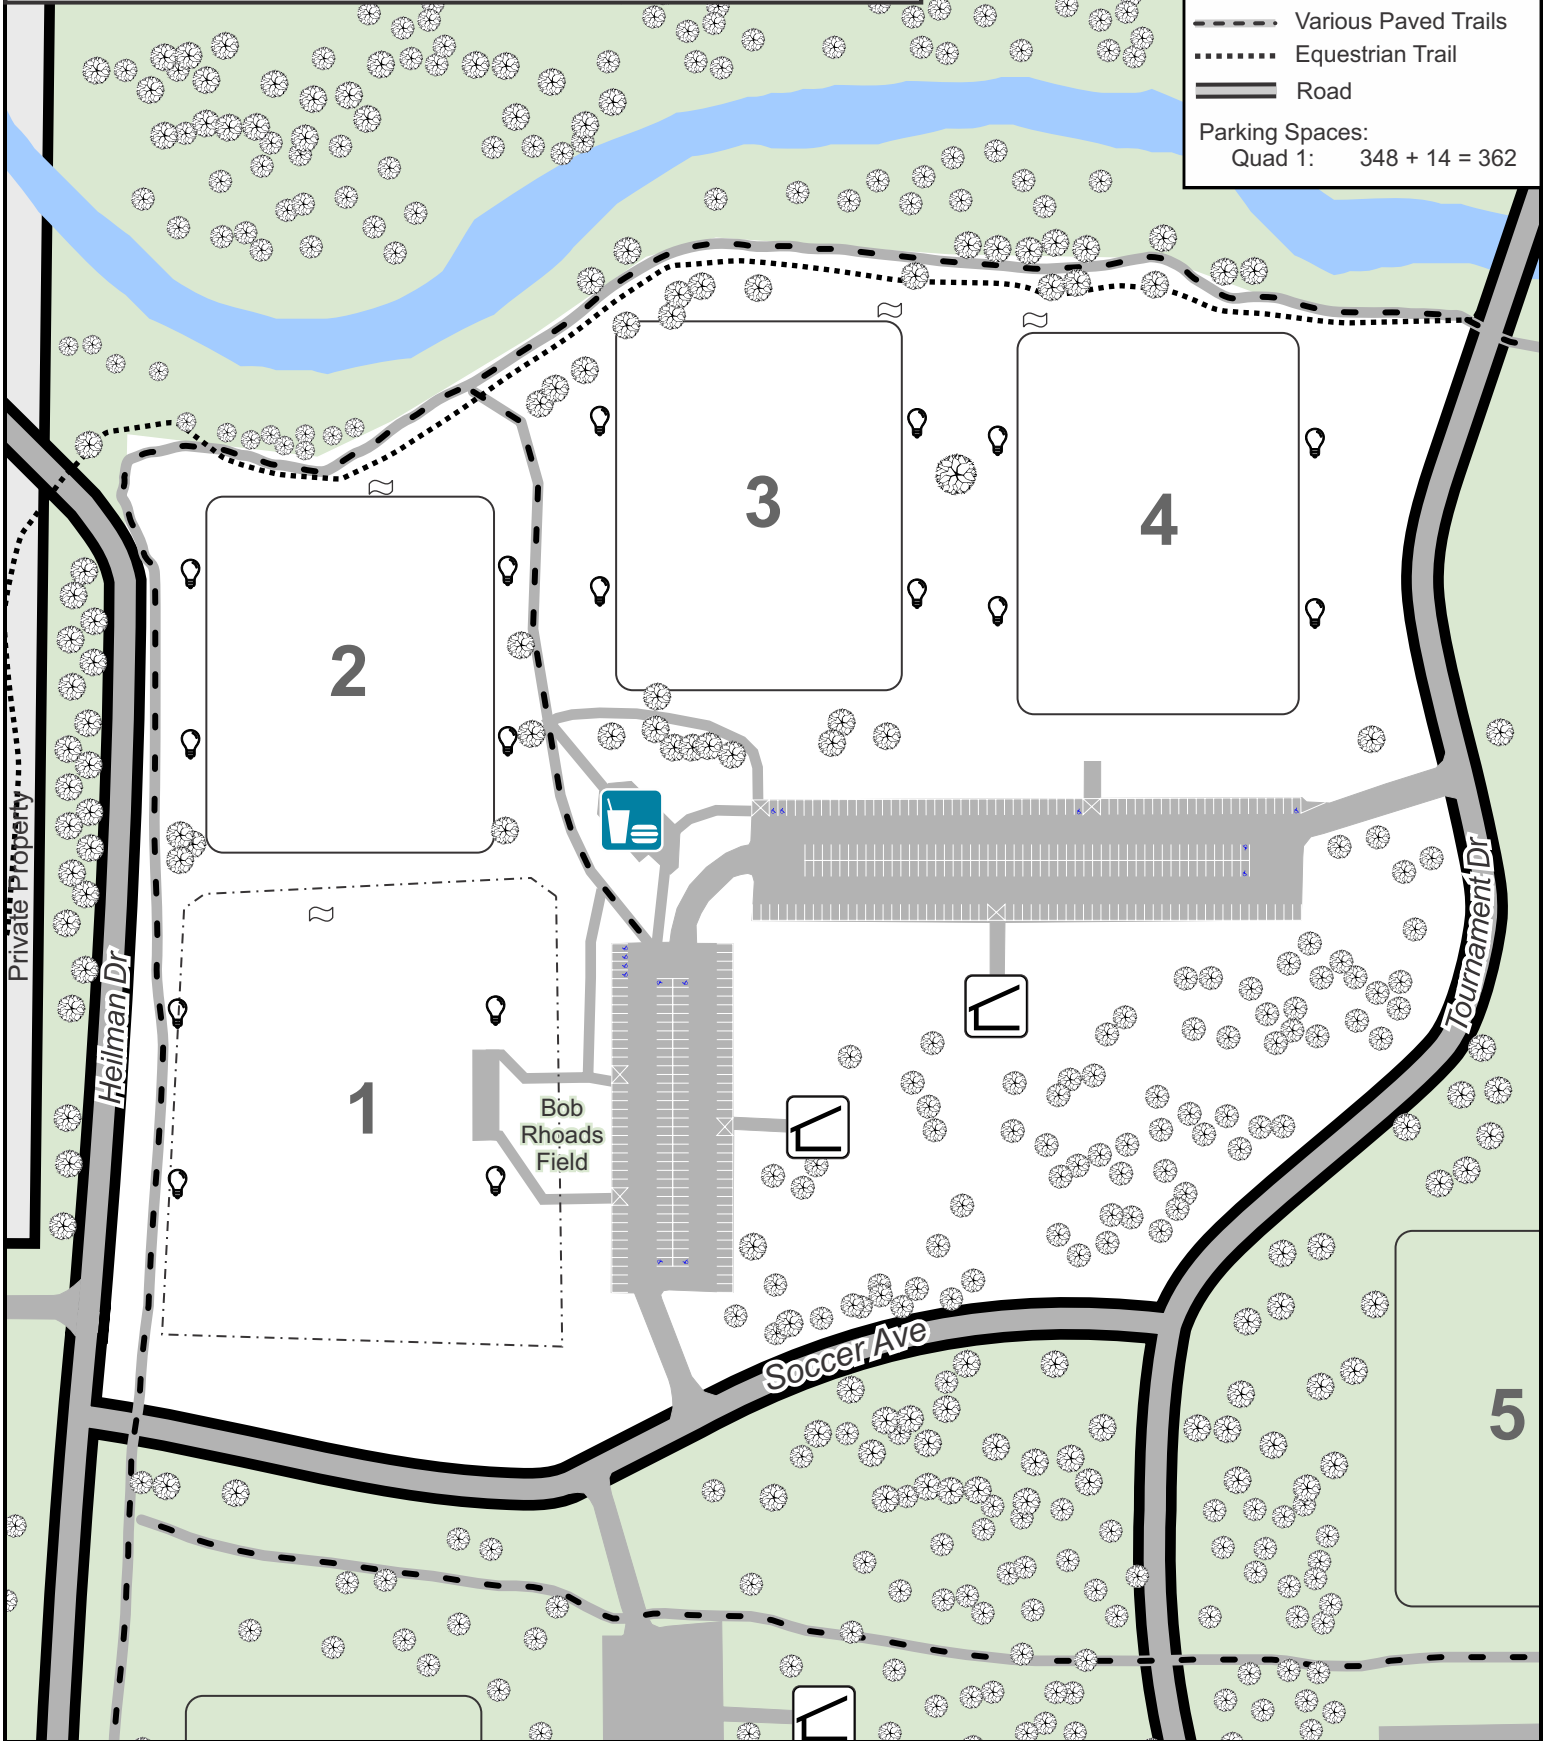 Various Paved Trails
Equestrian Trail
Road
Parking Spaces:
Quad 1: 348 + 14 = 362
3
4
2
Private Property
Heilman Dr
Tournament Dr
1
Bob
Rhoads
Field
Soccer Ave
5